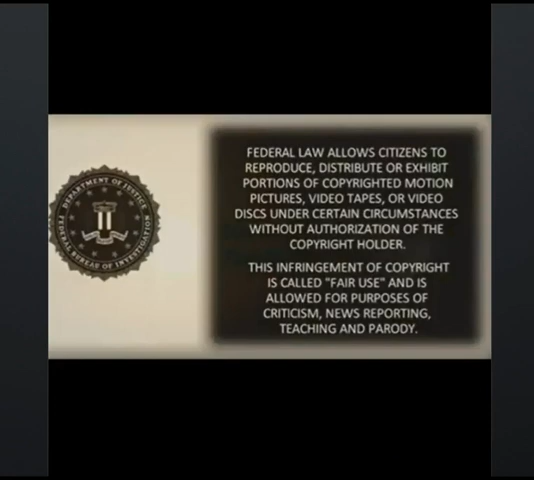 DEPARTMENT OF JUSTICE
FEDERAL BUREAU OF INVESTIGATION
FEDERAL LAW ALLOWS CITIZENS TO
REPRODUCE, DISTRIBUTE OR EXHIBIT
PORTIONS OF COPYRIGHTED MOTION
PICTURES, VIDEO TAPES, OR VIDEO
DISCS UNDER CERTAIN CIRCUMSTANCES
WITHOUT AUTHORIZATION OF THE
COPYRIGHT HOLDER.
THIS INFRINGEMENT OF COPYRIGHT
IS CALLED "FAIR USE" AND IS
ALLOWED FOR PURPOSES OF
CRITICISM, NEWS REPORTING,
TEACHING AND PARODY.